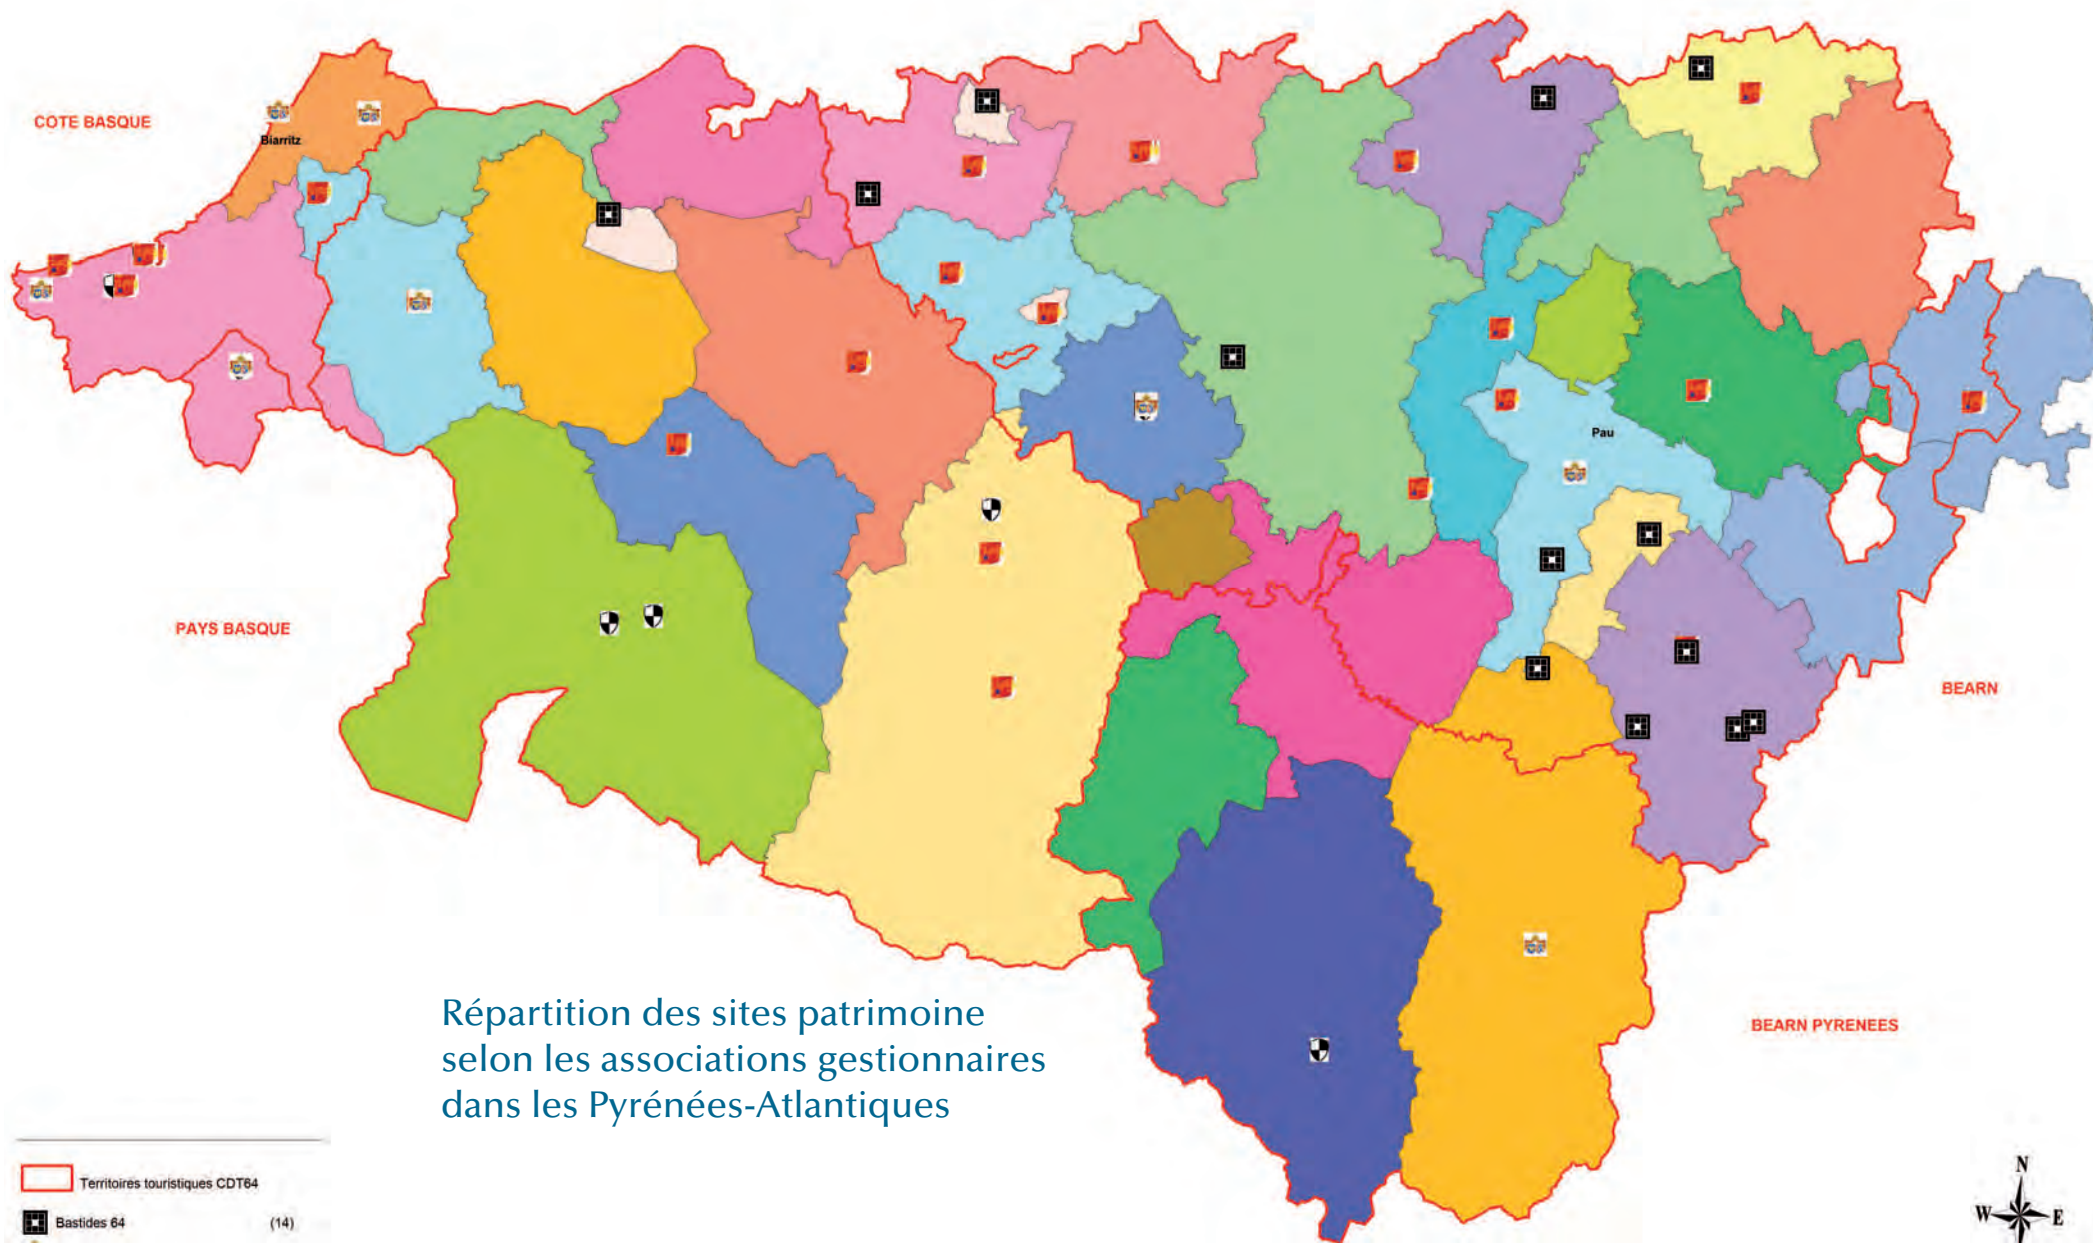 COTE BASQUE
Biarritz
Pau
PAYS BASQUE
BEARN
BEARN PYRENEES
Répartition des sites patrimoine
selon les associations gestionnaires
dans les Pyrénées-Atlantiques
Territoires touristiques CDT64
Bastides 64 (14)
N
W E